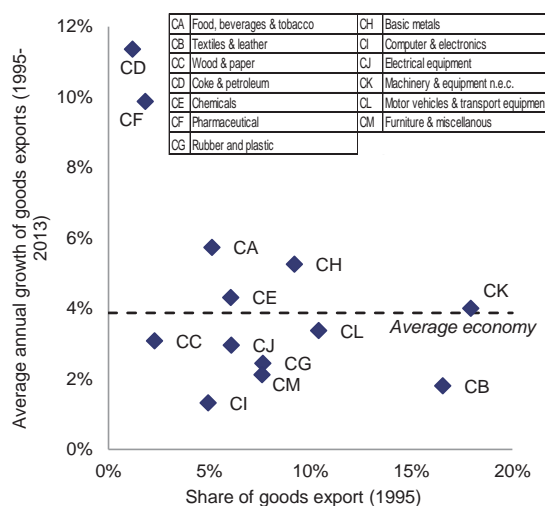 12%
10%
8%
6%
4%
2%
0%
0%
5%
10%
15%
20%
Average annual growth of goods exports (1995-
2013)
Share of goods export (1995)
CA Food, beverages & tobacco CH Basic metals
CB Textiles & leather CI Computer & electronics
CC Wood & paper CJ Electrical equipment
CD Coke & petroleum CK Machinery & equipment n.e.c.
CE Chemicals CL Motor vehicles & transport equipmen
CF Pharmaceutical CM Furniture & miscellanous
CG Rubber and plastic
CD
CF
CA
CH
CE
CK
Average economy
CC
CJ
CL
CG
CM
CI
CB